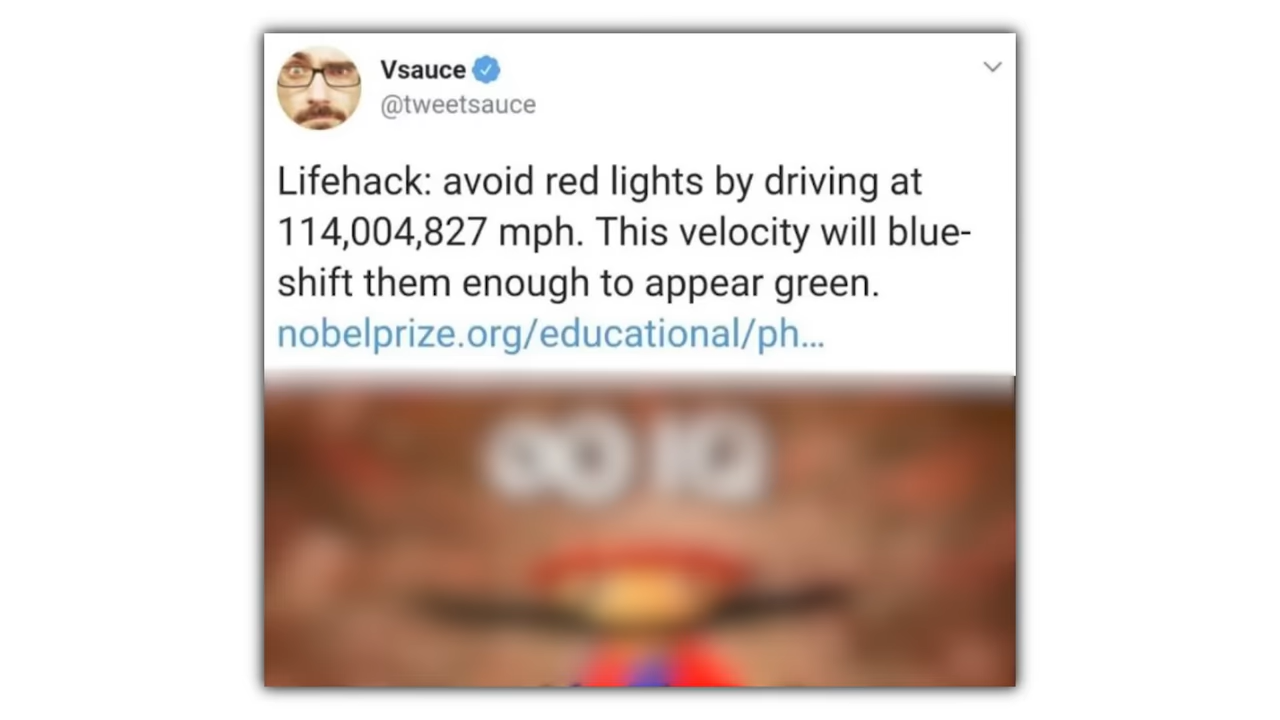 Vsauce
@tweetsauce
Lifehack: avoid red lights by driving at
114,004,827 mph. This velocity will blue-
shift them enough to appear green.
nobelprize.org/educational/ph...